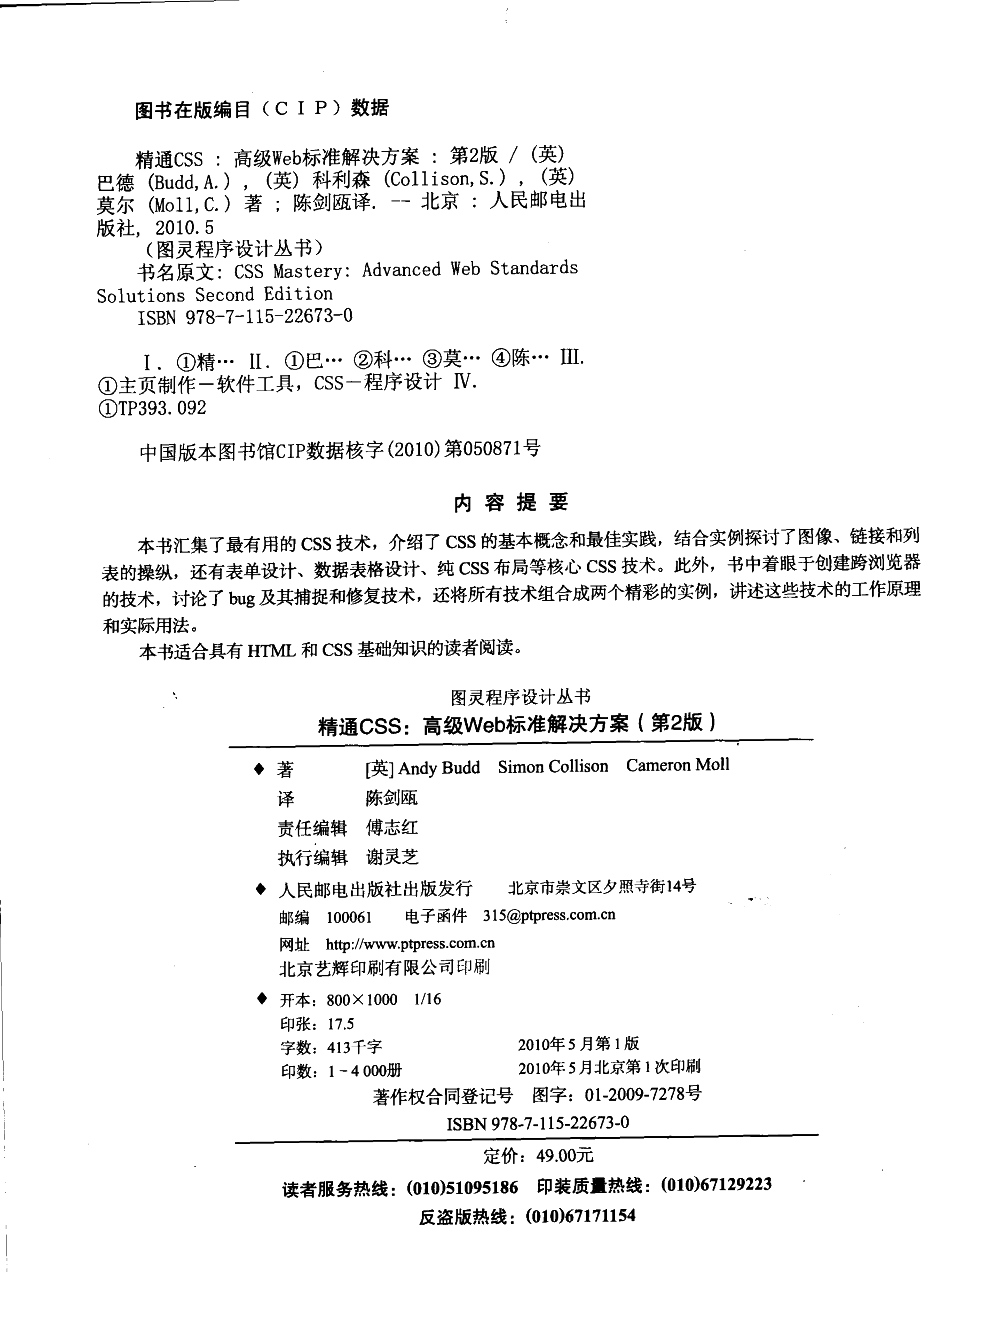 图书在版编目（CIP）数据
精通CSS : 高级Web标准解决方案 : 第2版 / (英)
巴德 (Budd,A.) , (英) 科利森 (Collison,S.) , (英)
莫尔 (Moll,C.) 著 ; 陈剑瓯译. -- 北京 : 人民邮电出
版社, 2010.5
（图灵程序设计丛书）
书名原文: CSS Mastery: Advanced Web Standards
Solutions Second Edition
ISBN 978-7-115-22673-0
Ⅰ. ①精… Ⅱ. ①巴… ②科… ③莫… ④陈… Ⅲ.
①主页制作－软件工具, CSS－程序设计 Ⅳ.
①TP393.092
中国版本图书馆CIP数据核字(2010)第050871号
内 容 提 要
本书汇集了最有用的 CSS 技术，介绍了 CSS 的基本概念和最佳实践，结合实例探讨了图像、链接和列
表的操纵，还有表单设计、数据表格设计、纯 CSS 布局等核心 CSS 技术。此外，书中着眼于创建跨浏览器
的技术，讨论了 bug 及其捕捉和修复技术，还将所有技术组合成两个精彩的实例，讲述这些技术的工作原理
和实际用法。
本书适合具有 HTML 和 CSS 基础知识的读者阅读。
图灵程序设计丛书
精通CSS：高级Web标准解决方案（第2版）
◆ 著 [英] Andy Budd Simon Collison Cameron Moll
译 陈剑瓯
责任编辑 傅志红
执行编辑 谢灵芝
◆ 人民邮电出版社出版发行 北京市崇文区夕照寺街14号
邮编 100061 电子函件 315@ptpress.com.cn
网址 http://www.ptpress.com.cn
北京艺辉印刷有限公司印刷
◆ 开本：800×1000 1/16
印张：17.5
字数：413千字 2010年5月第1版
印数：1－4 000册 2010年5月北京第1次印刷
著作权合同登记号 图字：01-2009-7278号
ISBN 978-7-115-22673-0
定价：49.00元
读者服务热线：(010)51095186 印装质量热线：(010)67129223
反盗版热线：(010)67171154